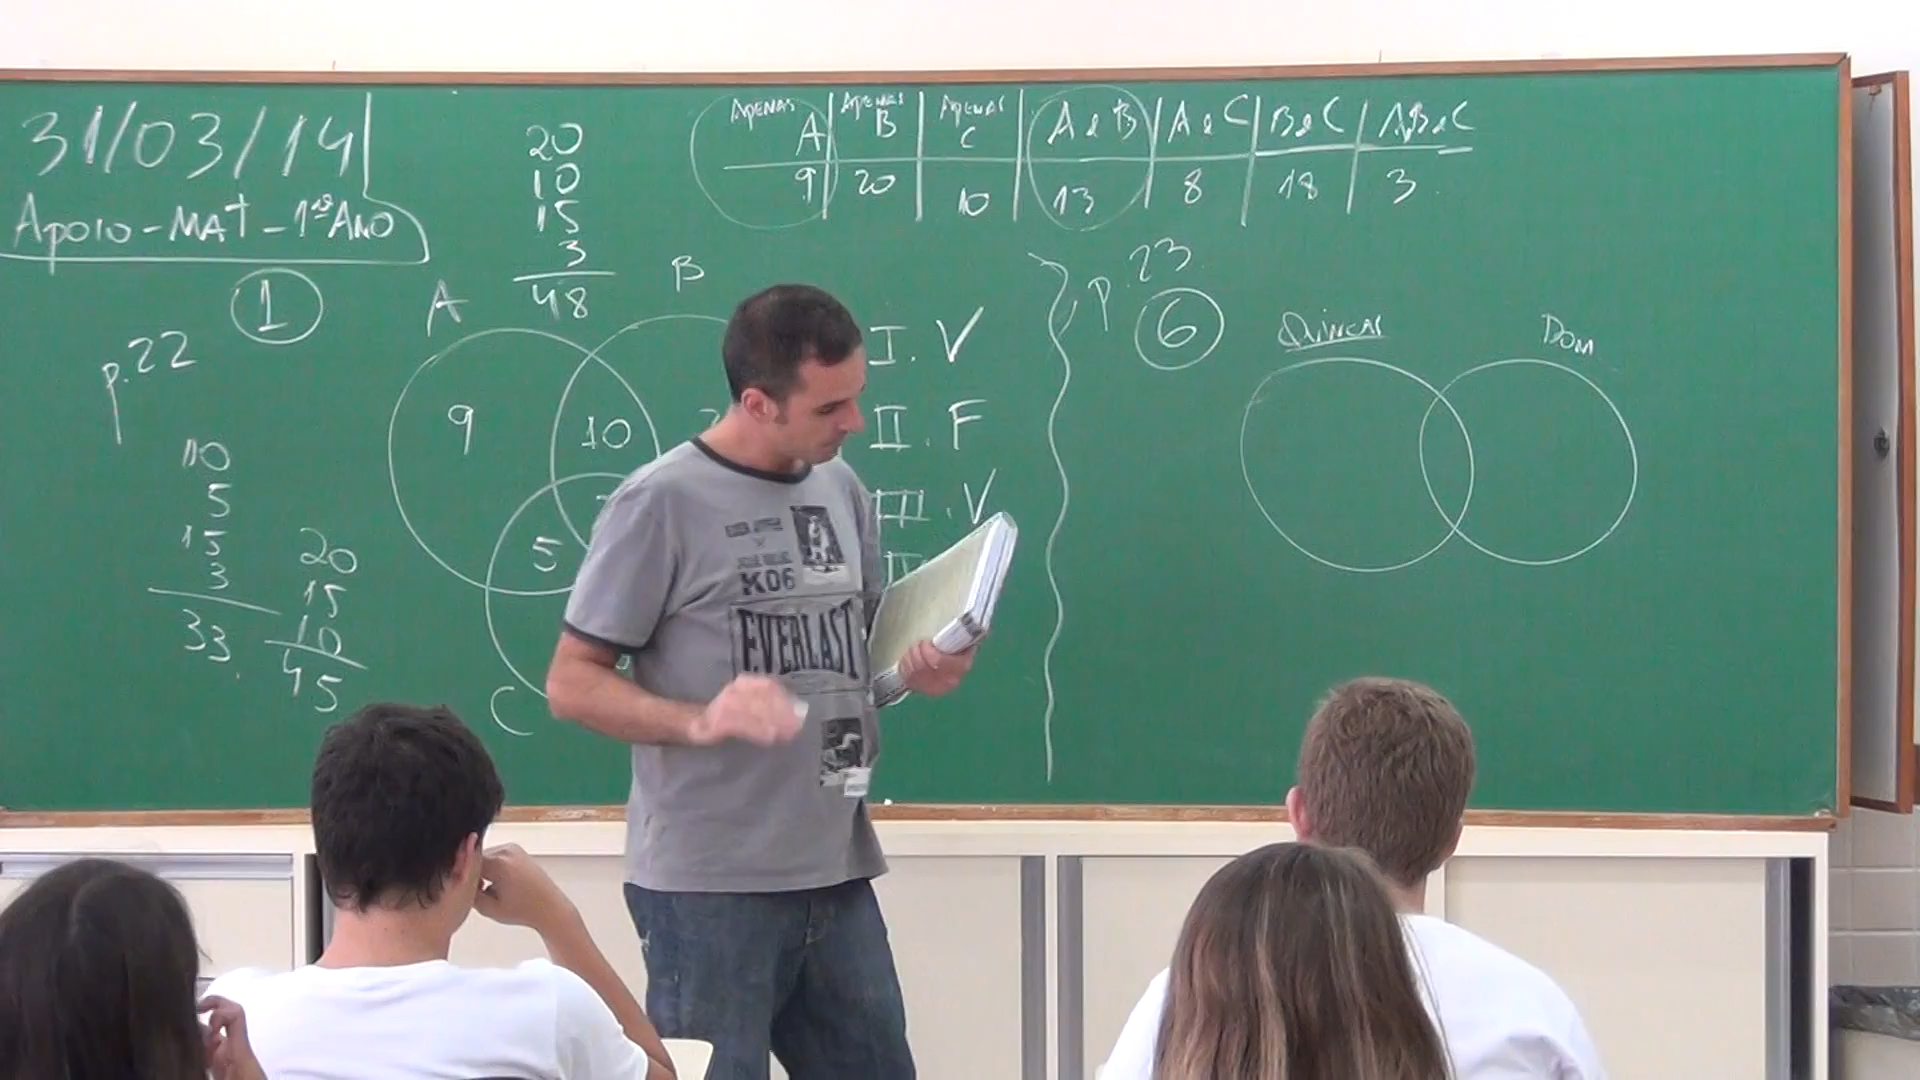 31/03/14
Apoio - MAT - 1º Ano
1
p.22
10
5
15
3
33
20
15
10
45
20
10
15
3
48
A
B
9
10
5
C
APENAS A | APENAS B | APENAS C | A e B | A e C | B e C | A, B e C
9 | 20 | 10 | 13 | 8 | 18 | 3
I. V
II. F
III. V
p. 23
6
Quincas
Dom
K06
EVERLAST